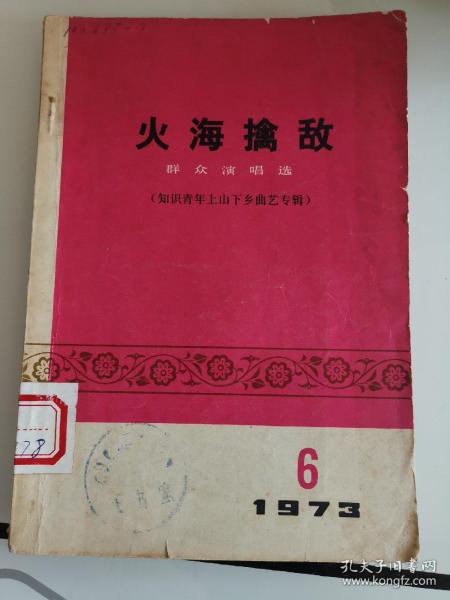 火海擒敌
群众演唱选
（知识青年上山下乡曲艺专辑）
6
1973
孔夫子旧书网
www.kongfz.com